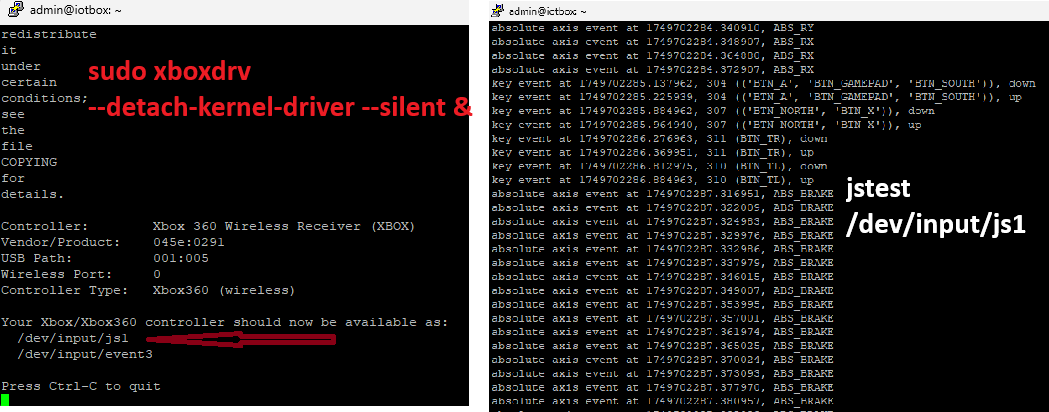 admin@iotbox: ~
redistribute
it
under
certain
conditions;
see
the
file
COPYING
for
details.
sudo xboxdrv
--detach-kernel-driver --silent &
Controller: Xbox 360 Wireless Receiver (XBOX)
Vendor/Product: 045e:0291
USB Path: 001:005
Wireless Port: 0
Controller Type: Xbox360 (wireless)
Your Xbox/Xbox360 controller should now be available as:
/dev/input/js1
/dev/input/event3
Press Ctrl-C to quit
admin@iotbox: ~
absolute axis event at 1749702284.340910, ABS_RY
absolute axis event at 1749702284.348907, ABS_RX
absolute axis event at 1749702284.364880, ABS_RX
absolute axis event at 1749702284.372907, ABS_RX
key event at 1749702285.137962, 304 (('BTN_A', 'BTN_GAMEPAD', 'BTN_SOUTH')), down
key event at 1749702285.225939, 304 (('BTN_A', 'BTN_GAMEPAD', 'BTN_SOUTH')), up
key event at 1749702285.884962, 307 (('BTN_NORTH', 'BTN_X')), down
key event at 1749702285.964940, 307 (('BTN_NORTH', 'BTN_X')), up
key event at 1749702286.276963, 311 (BTN_TR), down
key event at 1749702286.369951, 311 (BTN_TR), up
key event at 1749702286.812975, 310 (BTN_TL), down
key event at 1749702286.884963, 310 (BTN_TL), up
absolute axis event at 1749702287.316951, ABS_BRAKE
absolute axis event at 1749702287.322005, ABS_BRAKE
absolute axis event at 1749702287.324983, ABS_BRAKE
absolute axis event at 1749702287.329976, ABS_BRAKE
absolute axis event at 1749702287.332986, ABS_BRAKE
absolute axis event at 1749702287.337979, ABS_BRAKE
absolute axis event at 1749702287.346015, ABS_BRAKE
absolute axis event at 1749702287.349007, ABS_BRAKE
absolute axis event at 1749702287.353995, ABS_BRAKE
absolute axis event at 1749702287.357001, ABS_BRAKE
absolute axis event at 1749702287.361974, ABS_BRAKE
absolute axis event at 1749702287.365025, ABS_BRAKE
absolute axis event at 1749702287.370024, ABS_BRAKE
absolute axis event at 1749702287.373093, ABS_BRAKE
absolute axis event at 1749702287.377970, ABS_BRAKE
absolute axis event at 1749702287.380957, ABS_BRAKE
jstest
/dev/input/js1